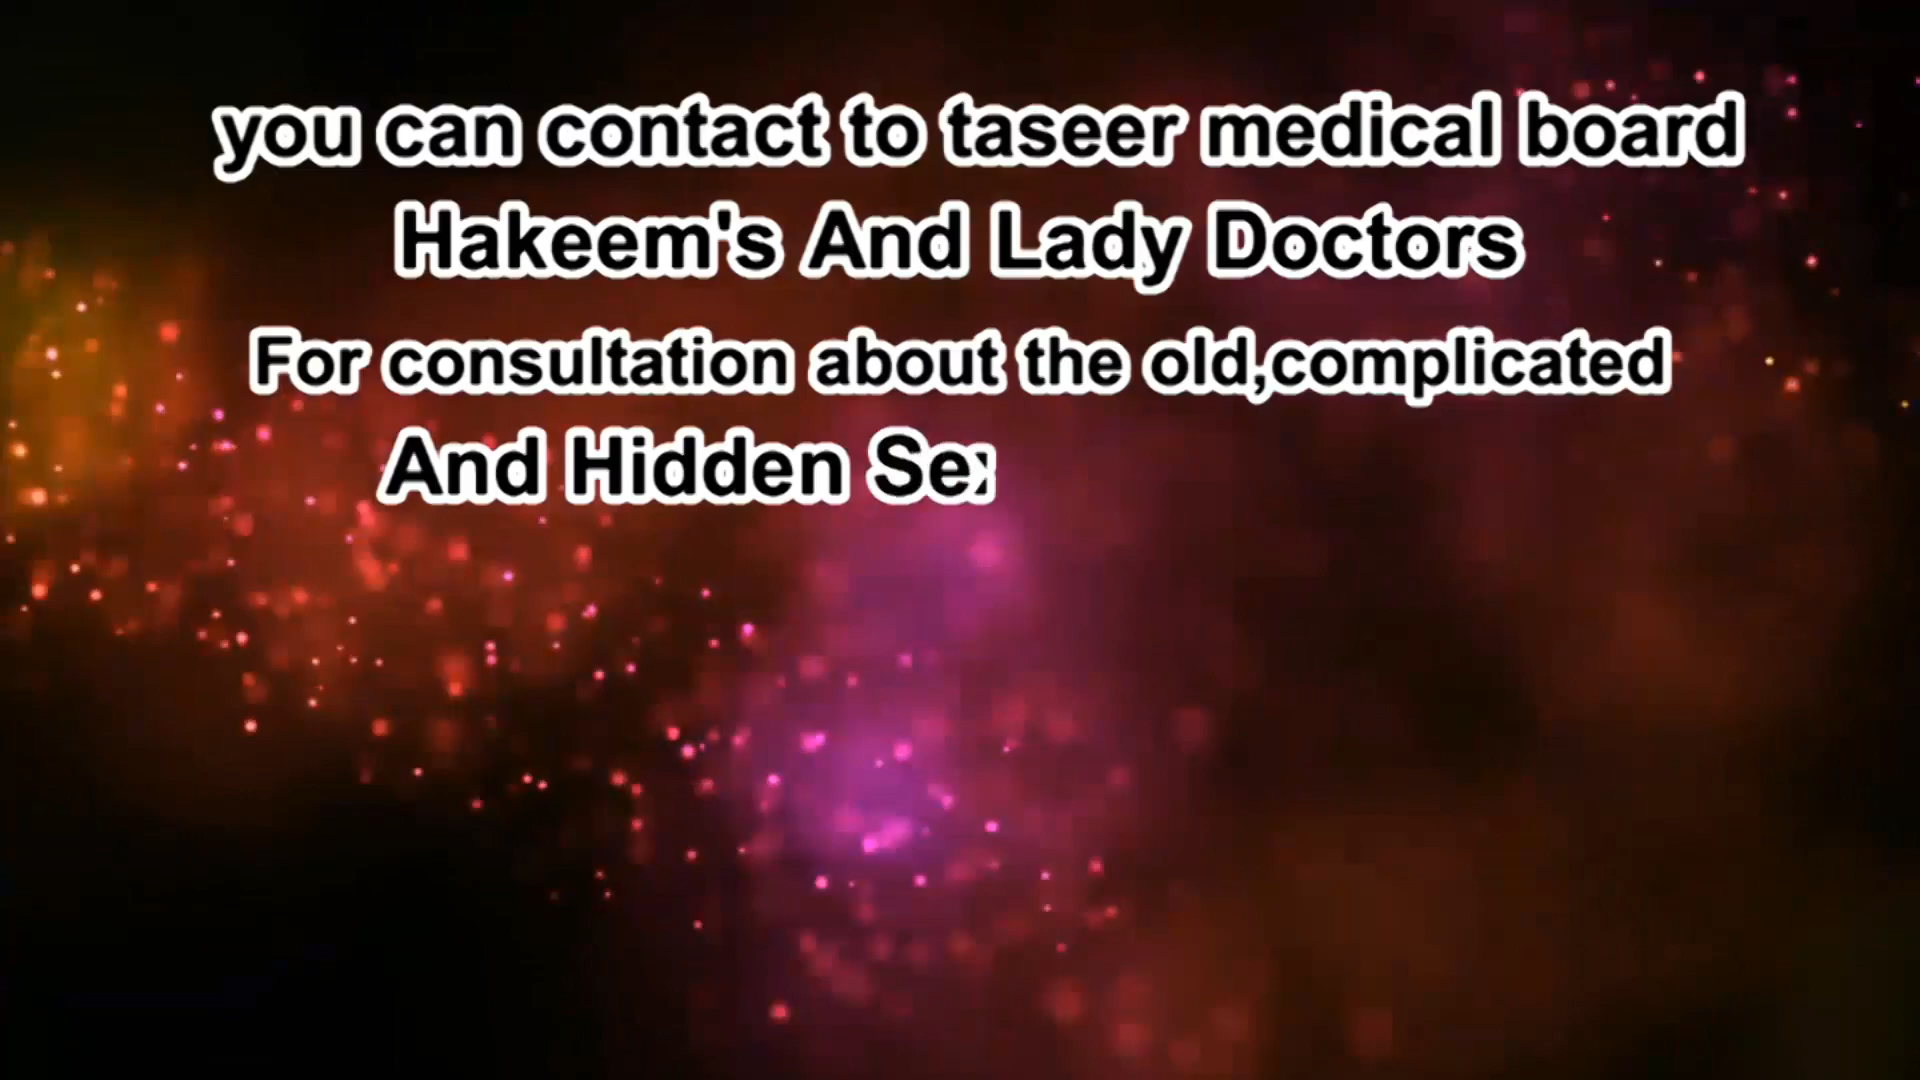 you can contact to taseer medical board
Hakeem's And Lady Doctors
For consultation about the old,complicated
And Hidden Se